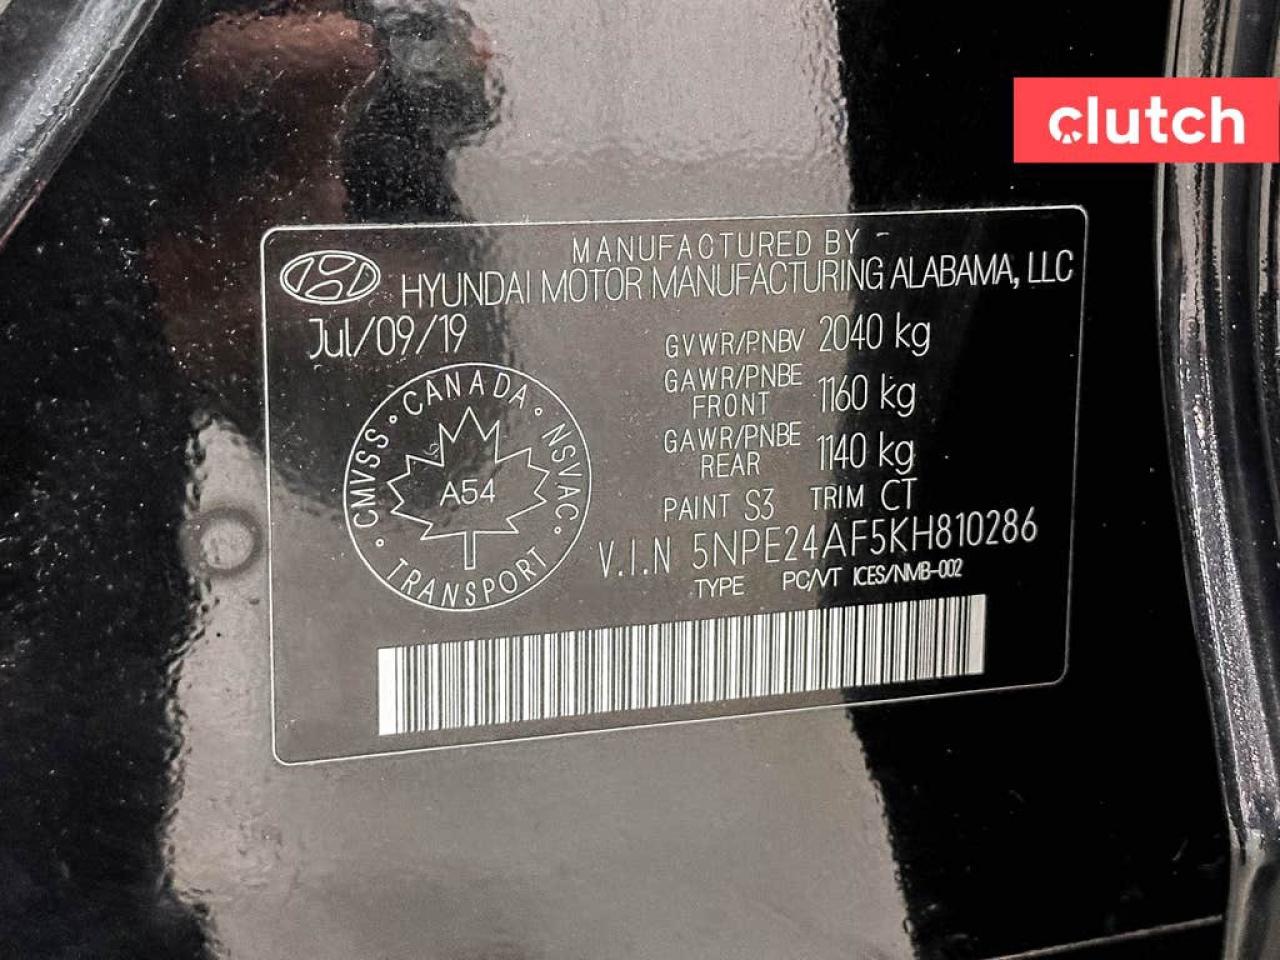 clutch
MANUFACTURED BY
HYUNDAI MOTOR MANUFACTURING ALABAMA, LLC
Jul/09/19
GVWR/PNBV 2040 kg
GAWR/PNBE
FRONT 1160 kg
GAWR/PNBE
REAR 1140 kg
PAINT S3 TRIM CT
V.I.N 5NPE24AF5KH810286
TYPE PC/VT ICES/NMB-002
CMVSS • CANADA • NSVAC • TRANSPORT •
A54